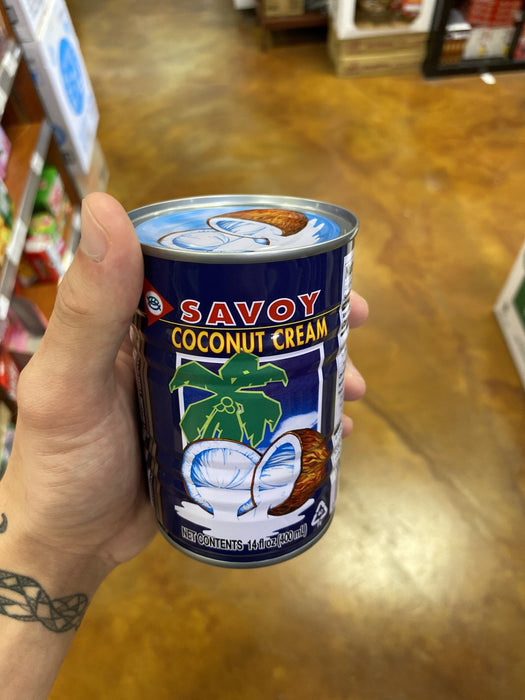 SAVOY
COCONUT CREAM
NET CONTENTS 14 fl oz (400 ml)